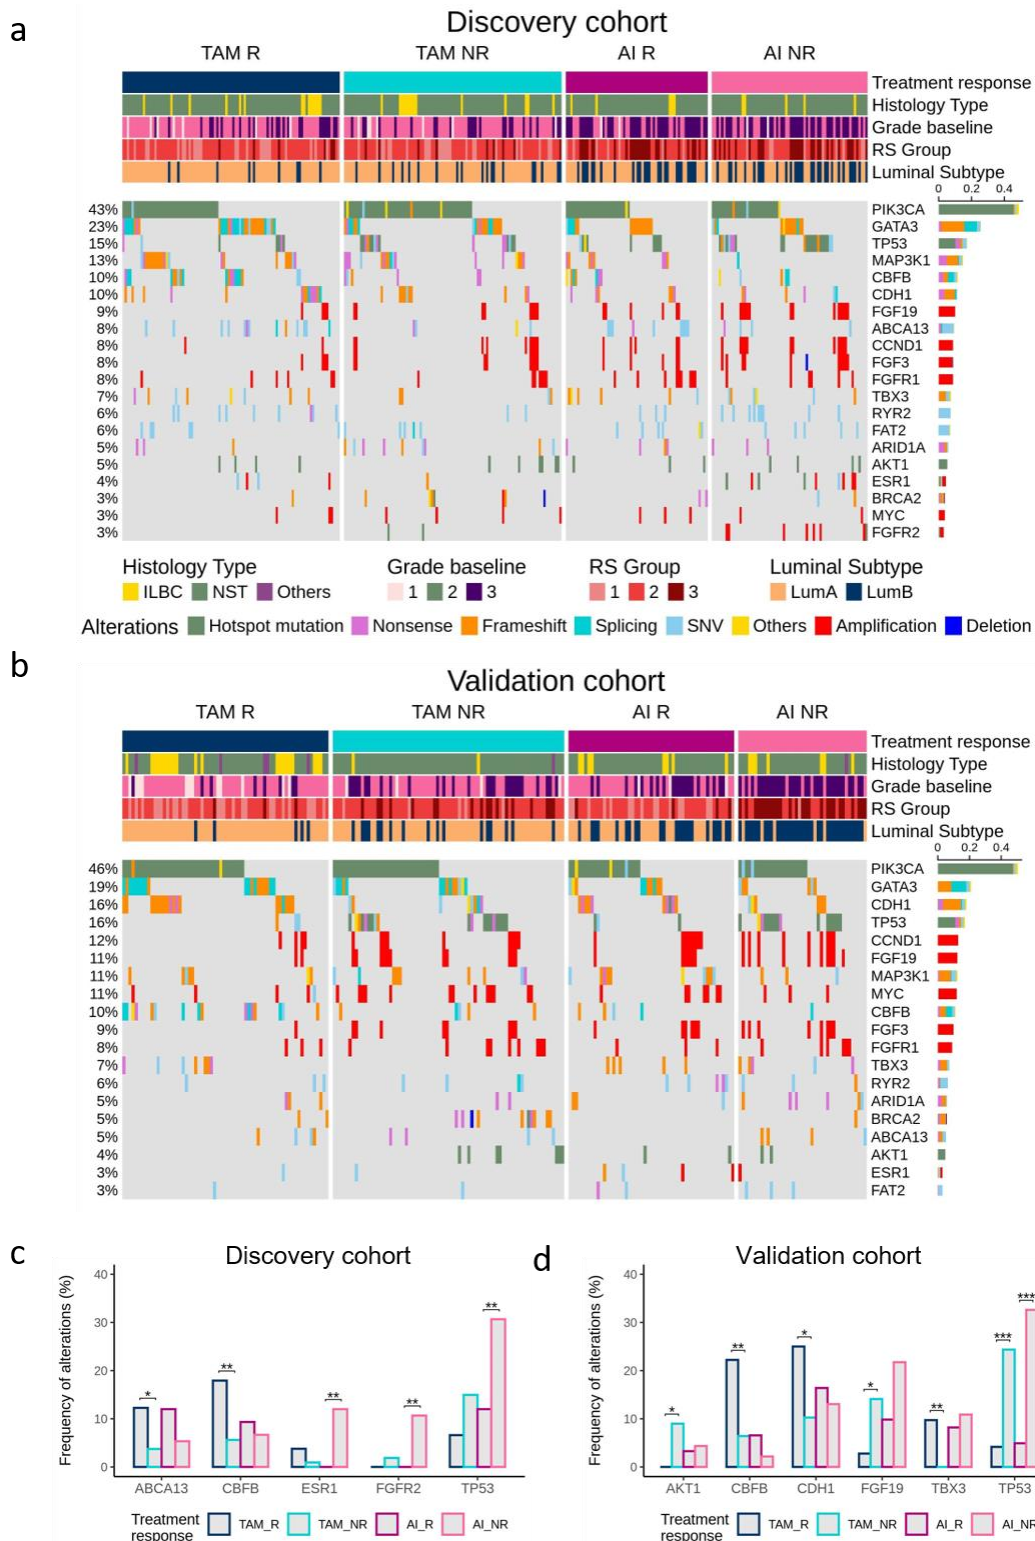 a
Discovery cohort
TAM R TAM NR AI R AI NR
Treatment response
Histology Type
Grade baseline
RS Group
Luminal Subtype
0 0.2 0.4
43% PIK3CA
23% GATA3
15% TP53
13% MAP3K1
10% CBFB
10% CDH1
9% FGF19
8% ABCA13
8% CCND1
8% FGF3
8% FGFR1
7% TBX3
6% RYR2
6% FAT2
5% ARID1A
5% AKT1
4% ESR1
3% BRCA2
3% MYC
3% FGFR2
Histology Type Grade baseline RS Group Luminal Subtype
ILBC NST Others 1 2 3 1 2 3 LumA LumB
Alterations Hotspot mutation Nonsense Frameshift Splicing SNV Others Amplification Deletion
b
Validation cohort
TAM R TAM NR AI R AI NR
Treatment response
Histology Type
Grade baseline
RS Group
Luminal Subtype
0 0.2 0.4
46% PIK3CA
19% GATA3
16% CDH1
16% TP53
12% CCND1
11% FGF19
11% MAP3K1
11% MYC
10% CBFB
9% FGF3
8% FGFR1
7% TBX3
6% RYR2
5% ARID1A
5% BRCA2
5% ABCA13
4% AKT1
3% ESR1
3% FAT2
c Discovery cohort
Frequency of alterations (%)
40
30
20
10
0
* ** ** ** **
ABCA13 CBFB ESR1 FGFR2 TP53
Treatment response TAM_R TAM_NR AI_R AI_NR
d Validation cohort
Frequency of alterations (%)
40
30
20
10
0
* ** * * ** *** ***
AKT1 CBFB CDH1 FGF19 TBX3 TP53
Treatment response TAM_R TAM_NR AI_R AI_NR